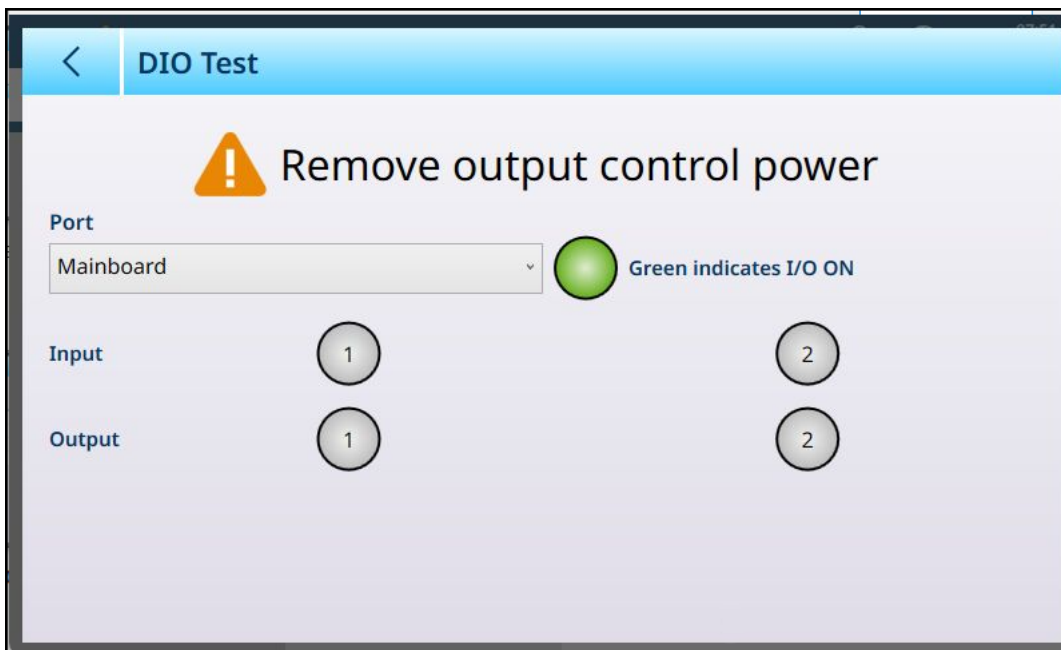 DIO Test
Remove output control power
Port
Mainboard
Green indicates I/O ON
Input 1 2
Output 1 2